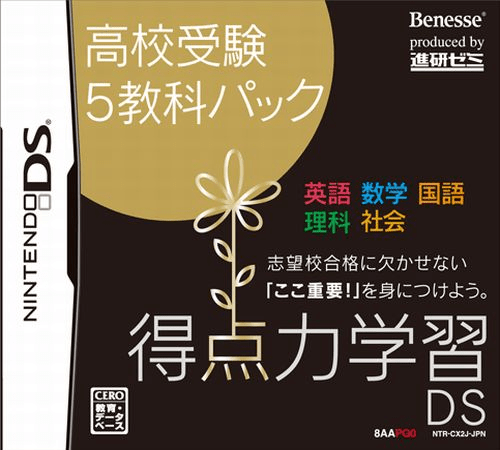 NINTENDO DS®
高校受験
5教科パック
Benesse®
produced by
進研ゼミ
英語 数学 国語
理科 社会
志望校合格に欠かせない
「ここ重要!」を身につけよう。
得点力学習
DS
CERO
教育・
データ
ベース
8AAPG0
NTR-CX2J-JPN